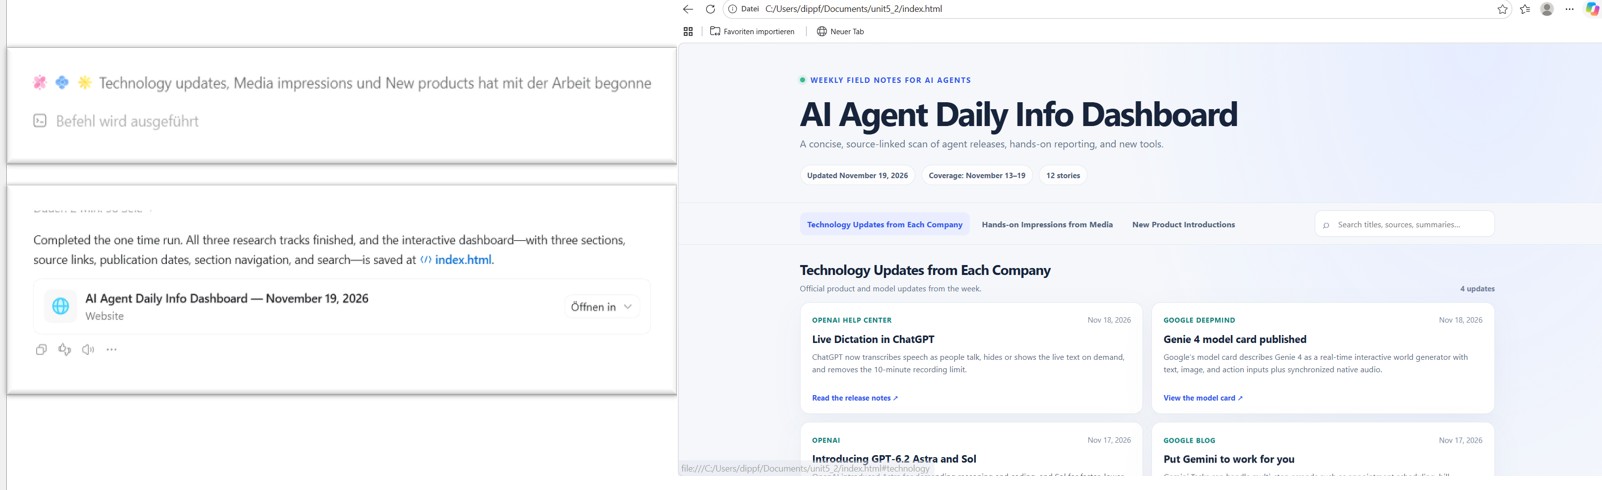 Technology updates, Media impressions und New products hat mit der Arbeit begonne
Befehl wird ausgeführt
Completed the one time run. All three research tracks finished, and the interactive dashboard—with three sections,
source links, publication dates, section navigation, and search—is saved at index.html.
AI Agent Daily Info Dashboard — November 19, 2026
Website
Öffnen in
Datei C:/Users/dippf/Documents/unit5_2/index.html
Favoriten importieren
Neuer Tab
WEEKLY FIELD NOTES FOR AI AGENTS
AI Agent Daily Info Dashboard
A concise, source-linked scan of agent releases, hands-on reporting, and new tools.
Updated November 19, 2026
Coverage: November 13–19
12 stories
Technology Updates from Each Company
Hands-on Impressions from Media
New Product Introductions
Search titles, sources, summaries...
Technology Updates from Each Company
Official product and model updates from the week.
4 updates
OPENAI HELP CENTER
Nov 18, 2026
Live Dictation in ChatGPT
ChatGPT now transcribes speech as people talk, hides or shows the live text on demand,
and removes the 10-minute recording limit.
Read the release notes ↗
GOOGLE DEEPMIND
Nov 18, 2026
Genie 4 model card published
Google's model card describes Genie 4 as a real-time interactive world generator with
text, image, and action inputs plus synchronized native audio.
View the model card ↗
OPENAI
Nov 17, 2026
Introducing GPT-6.2 Astra and Sol
GOOGLE BLOG
Nov 17, 2026
Put Gemini to work for you
file:///C:/Users/dippf/Documents/unit5_2/index.html#technology